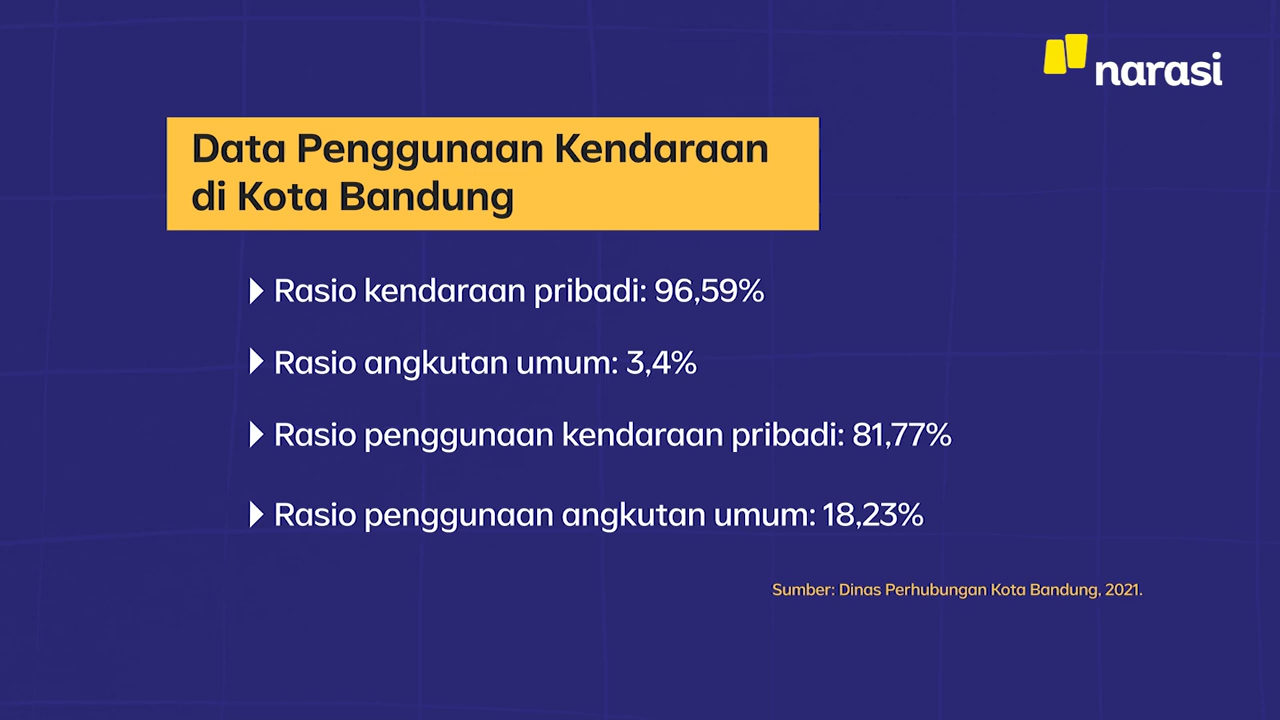 narasi
Data Penggunaan Kendaraan
di Kota Bandung
Rasio kendaraan pribadi: 96,59%
Rasio angkutan umum: 3,4%
Rasio penggunaan kendaraan pribadi: 81,77%
Rasio penggunaan angkutan umum: 18,23%
Sumber: Dinas Perhubungan Kota Bandung, 2021.